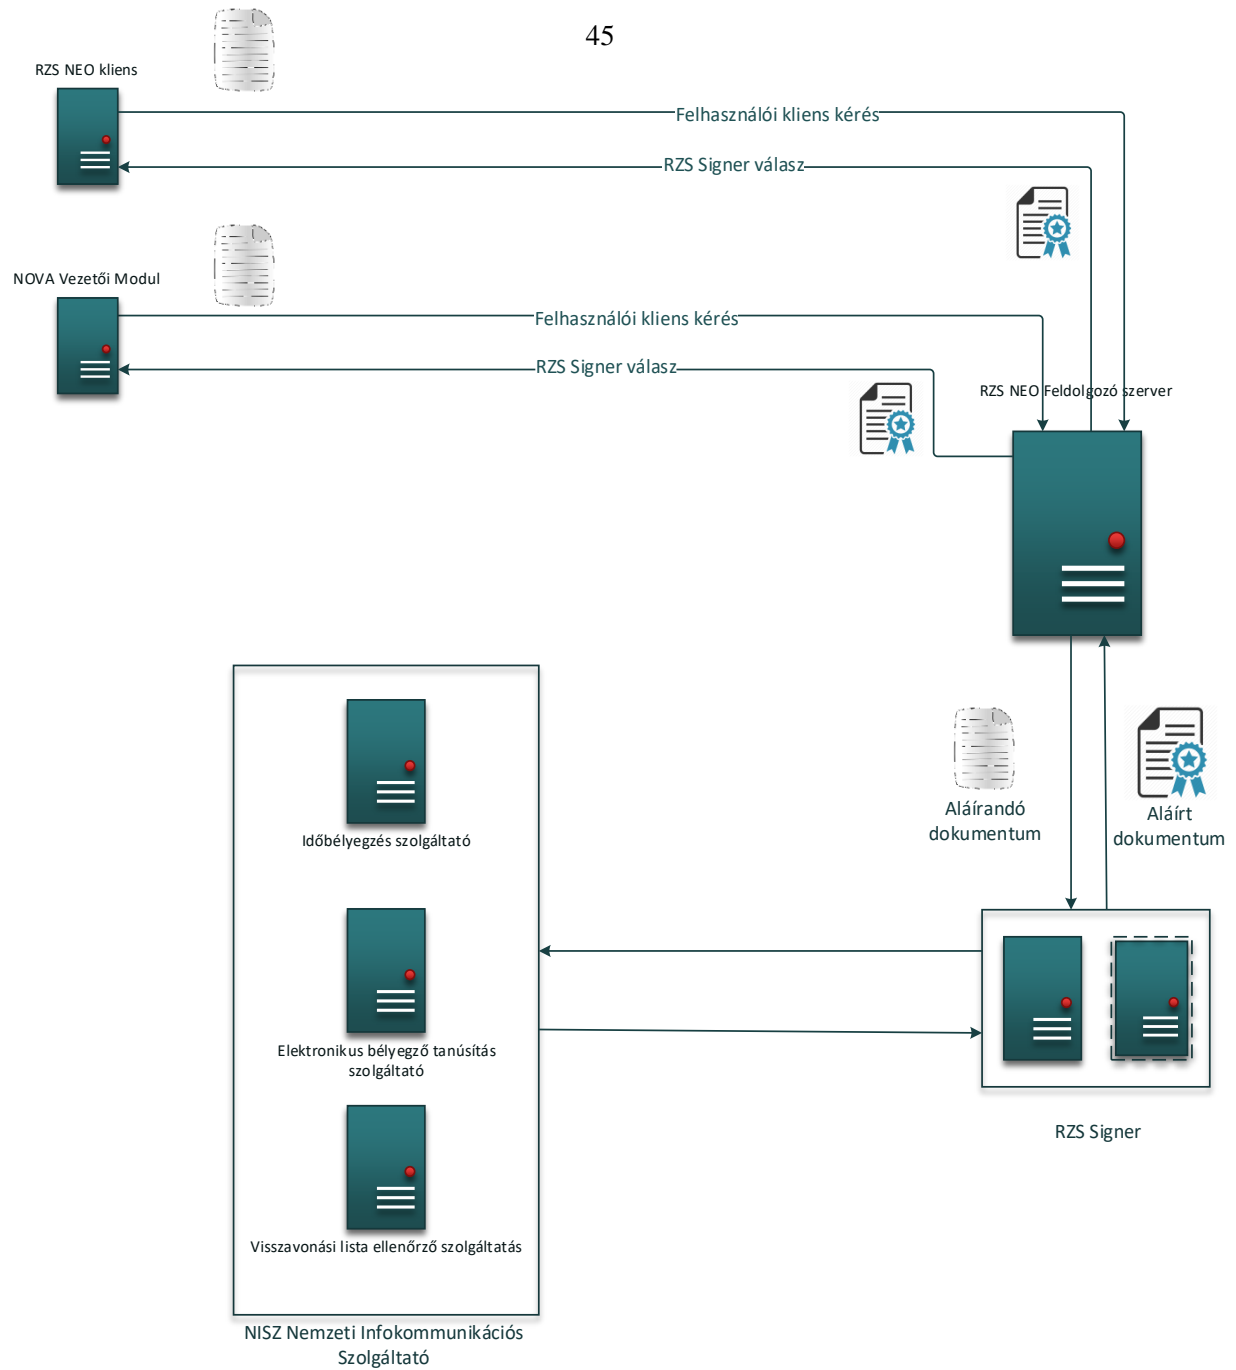 45
RZS NEO kliens
Felhasználói kliens kérés
RZS Signer válasz
NOVA Vezetői Modul
Felhasználói kliens kérés
RZS Signer válasz
RZS NEO Feldolgozó szerver
Időbélyegzés szolgáltató
Aláírandó
dokumentum
Aláírt
dokumentum
Elektronikus bélyegző tanúsítás
szolgáltató
RZS Signer
Visszavonási lista ellenőrző szolgáltatás
NISZ Nemzeti Infokommunikációs
Szolgáltató